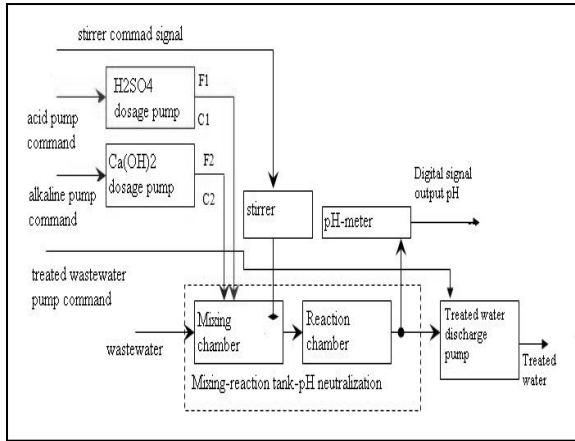 stirrer commad signal
H2SO4
dosage pump
F1
C1
acid pump
command
Ca(OH)2
dosage pump
F2
C2
alkaline pump
command
stirrer
pH-meter
Digital signal
output pH
treated wastewater
pump command
wastewater
Mixing
chamber
Reaction
chamber
Mixing-reaction tank-pH neutralization
Treated water
discharge
pump
Treated
water